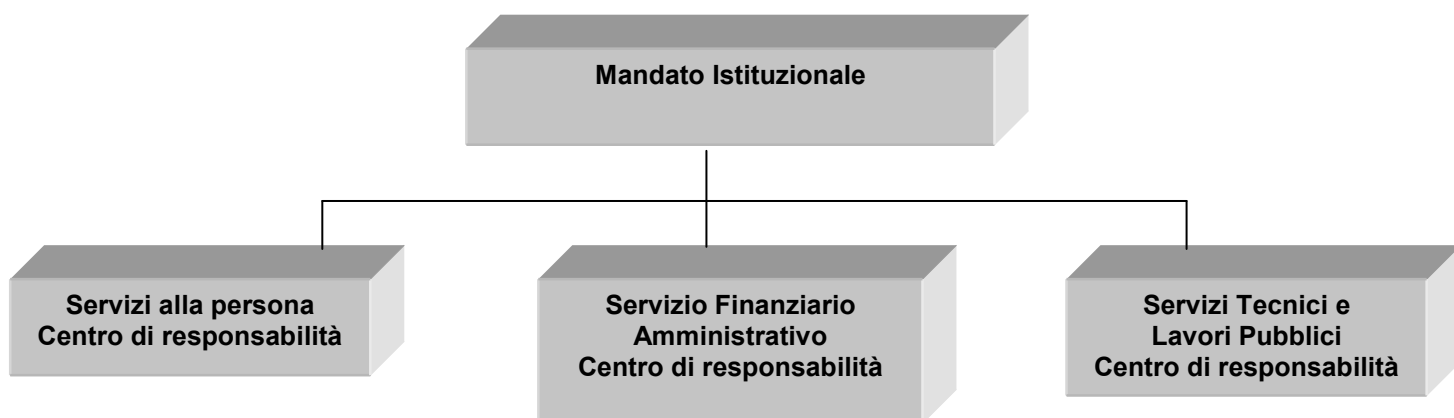 Mandato Istituzionale
Servizi alla persona
Centro di responsabilità
Servizio Finanziario
Amministrativo
Centro di responsabilità
Servizi Tecnici e
Lavori Pubblici
Centro di responsabilità